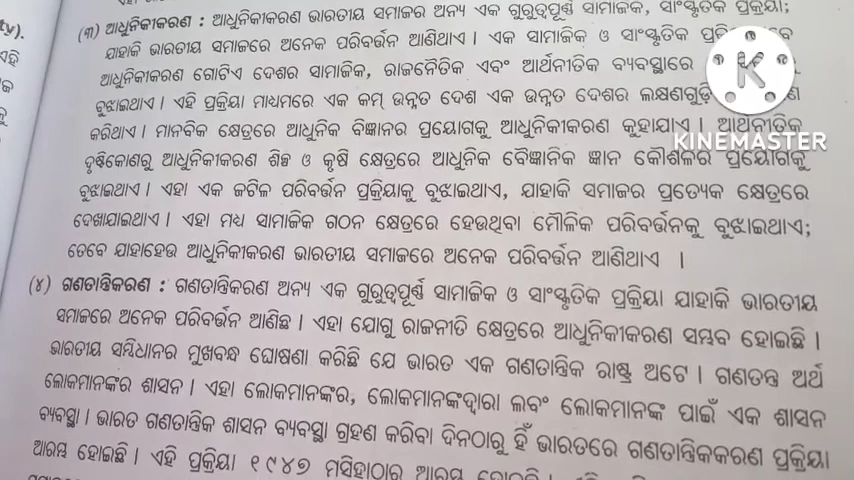 ty).
(୩) ଆଧୁନିକୀକରଣ : ଆଧୁନିକୀକରଣ ଭାରତୀୟ ସମାଜର ଅନ୍ୟ ଏକ ଗୁରୁତ୍ୱପୂର୍ଣ୍ଣ ସାମାଜିକ, ସାଂସ୍କୃତିକ ପ୍ରକ୍ରିୟା;
ଯାହାକି ଭାରତୀୟ ସମାଜରେ ଅନେକ ପରିବର୍ତ୍ତନ ଆଣିଥାଏ । ଏକ ସାମାଜିକ ଓ ସାଂସ୍କୃତିକ
ଆଧୁନିକୀକରଣ ଗୋଟିଏ ଦେଶର ସାମାଜିକ, ରାଜନୈତିକ ଏବଂ ଆର୍ଥନୀତିକ ବ୍ୟବସ୍ଥାରେ
ବୁଝାଇଥାଏ । ଏହି ପ୍ରକ୍ରିୟା ମାଧ୍ୟମରେ ଏକ କମ୍ ଉନ୍ନତ ଦେଶ ଏକ ଉନ୍ନତ ଦେଶର
KINEMASTER
କରିଥାଏ । ମାନବିକ କ୍ଷେତ୍ରରେ ଆଧୁନିକ ବିଜ୍ଞାନର ପ୍ରୟୋଗକୁ ଆଧୁନିକୀକରଣ କୁହାଯାଏ । ଆର୍ଥନୀତିକ
ଦୃଷ୍ଟିକୋଣରୁ ଆଧୁନିକୀକରଣ ଶିଳ୍ପ ଓ କୃଷି କ୍ଷେତ୍ରରେ ଆଧୁନିକ ବୈଜ୍ଞାନିକ ଜ୍ଞାନ କୌଶଳର ପ୍ରୟୋଗକୁ
ବୁଝାଇଥାଏ । ଏହା ଏକ ଜଟିଳ ପରିବର୍ତ୍ତନ ପ୍ରକ୍ରିୟାକୁ ବୁଝାଇଥାଏ, ଯାହାକି ସମାଜର ପ୍ରତ୍ୟେକ କ୍ଷେତ୍ରରେ
ଦେଖାଯାଇଥାଏ । ଏହା ମଧ୍ୟ ସାମାଜିକ ଗଠନ କ୍ଷେତ୍ରରେ ହେଉଥିବା ମୌଳିକ ପରିବର୍ତ୍ତନକୁ ବୁଝାଇଥାଏ;
ତେବେ ଯାହାହେଉ ଆଧୁନିକୀକରଣ ଭାରତୀୟ ସମାଜରେ ଅନେକ ପରିବର୍ତ୍ତନ ଆଣିଥାଏ ।
(୪) ଗଣତାନ୍ତ୍ରିକରଣ : ଗଣତାନ୍ତ୍ରିକରଣ ଅନ୍ୟ ଏକ ଗୁରୁତ୍ୱପୂର୍ଣ୍ଣ ସାମାଜିକ ଓ ସାଂସ୍କୃତିକ ପ୍ରକ୍ରିୟା ଯାହାକି ଭାରତୀୟ
ସମାଜରେ ଅନେକ ପରିବର୍ତ୍ତନ ଆଣିଛି । ଏହା ଯୋଗୁ ରାଜନୀତି କ୍ଷେତ୍ରରେ ଆଧୁନିକୀକରଣ ସମ୍ଭବ ହୋଇଛି ।
ଭାରତୀୟ ସମ୍ବିଧାନର ମୁଖବନ୍ଧ ଘୋଷଣା କରିଛି ଯେ ଭାରତ ଏକ ଗଣତାନ୍ତ୍ରିକ ରାଷ୍ଟ୍ର ଅଟେ । ଗଣତନ୍ତ୍ର ଅର୍ଥ
ଲୋକମାନଙ୍କର ଶାସନ । ଏହା ଲୋକମାନଙ୍କର, ଲୋକମାନଙ୍କଦ୍ୱାରା ଲବଂ ଲୋକମାନଙ୍କ ପାଇଁ ଏକ ଶାସନ
ବ୍ୟବସ୍ଥା । ଭାରତ ଗଣତାନ୍ତ୍ରିକ ଶାସନ ବ୍ୟବସ୍ଥା ଗ୍ରହଣ କରିବା ଦିନଠାରୁ ହିଁ ଭାରତରେ ଗଣତାନ୍ତ୍ରିକକରଣ ପ୍ରକ୍ରିୟା
ଆରମ୍ଭ ହୋଇଛି । ଏହି ପ୍ରକ୍ରିୟା ୧୯୪୭ ମସିହାଠାରୁ ଆରମ୍ଭ